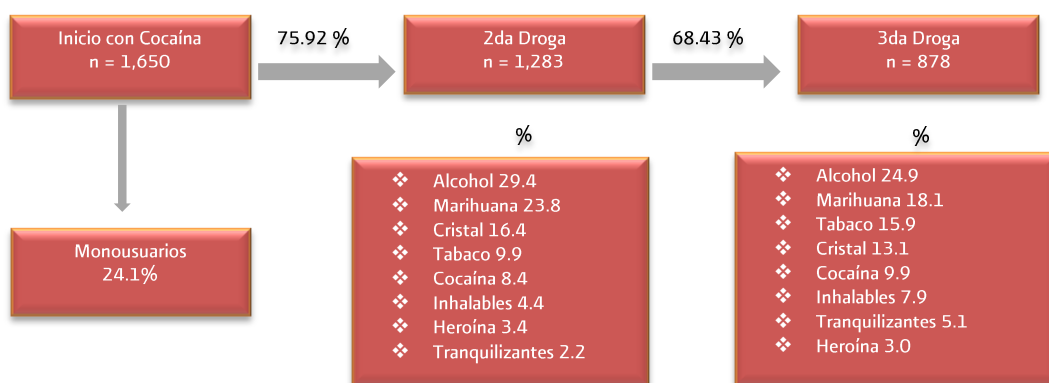 Inicio con Cocaína
n = 1,650
75.92 %
2da Droga
n = 1,283
68.43 %
3da Droga
n = 878
Monousuarios
24.1%
%
❖ Alcohol 29.4
❖ Marihuana 23.8
❖ Cristal 16.4
❖ Tabaco 9.9
❖ Cocaína 8.4
❖ Inhalables 4.4
❖ Heroína 3.4
❖ Tranquilizantes 2.2
%
❖ Alcohol 24.9
❖ Marihuana 18.1
❖ Tabaco 15.9
❖ Cristal 13.1
❖ Cocaína 9.9
❖ Inhalables 7.9
❖ Tranquilizantes 5.1
❖ Heroína 3.0